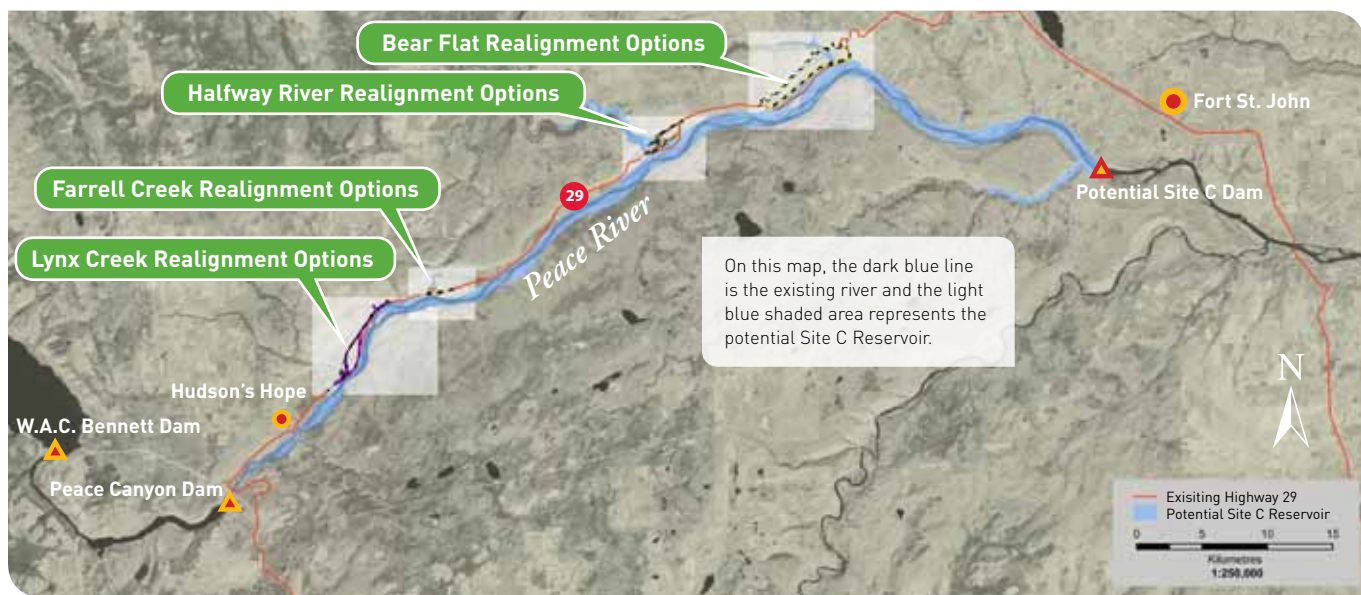 Bear Flat Realignment Options
Halfway River Realignment Options
Fort St. John
Farrell Creek Realignment Options
29
Potential Site C Dam
Peace River
Lynx Creek Realignment Options
On this map, the dark blue line
is the existing river and the light
blue shaded area represents the
potential Site C Reservoir.
Hudson's Hope
N
W.A.C. Bennett Dam
Peace Canyon Dam
Exisiting Highway 29
Potential Site C Reservoir
0 5 10 15
Kilometres
1:250,000